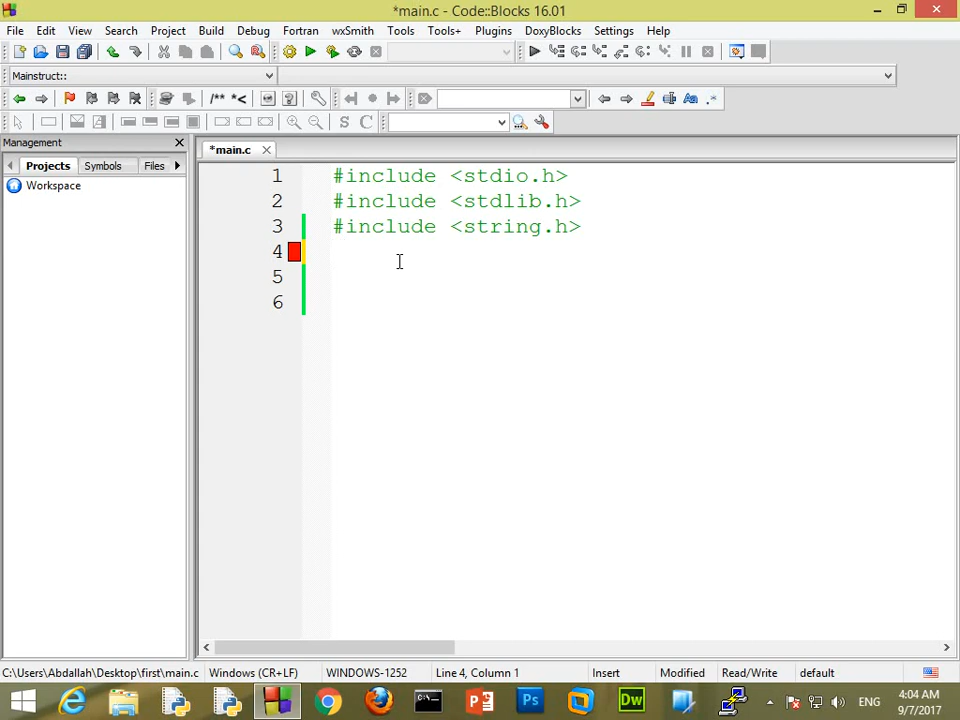 *main.c - Code::Blocks 16.01
File Edit View Search Project Build Debug Fortran wxSmith Tools Tools+ Plugins DoxyBlocks Settings Help
Mainstruct::
/** *<
S C
Management
Projects Symbols Files
Workspace
*main.c
1 #include <stdio.h>
2 #include <stdlib.h>
3 #include <string.h>
4
5
6
C:\Users\Abdallah\Desktop\first\main.c Windows (CR+LF) WINDOWS-1252 Line 4, Column 1 Insert Modified Read/Write default
ENG
4:04 AM
9/7/2017